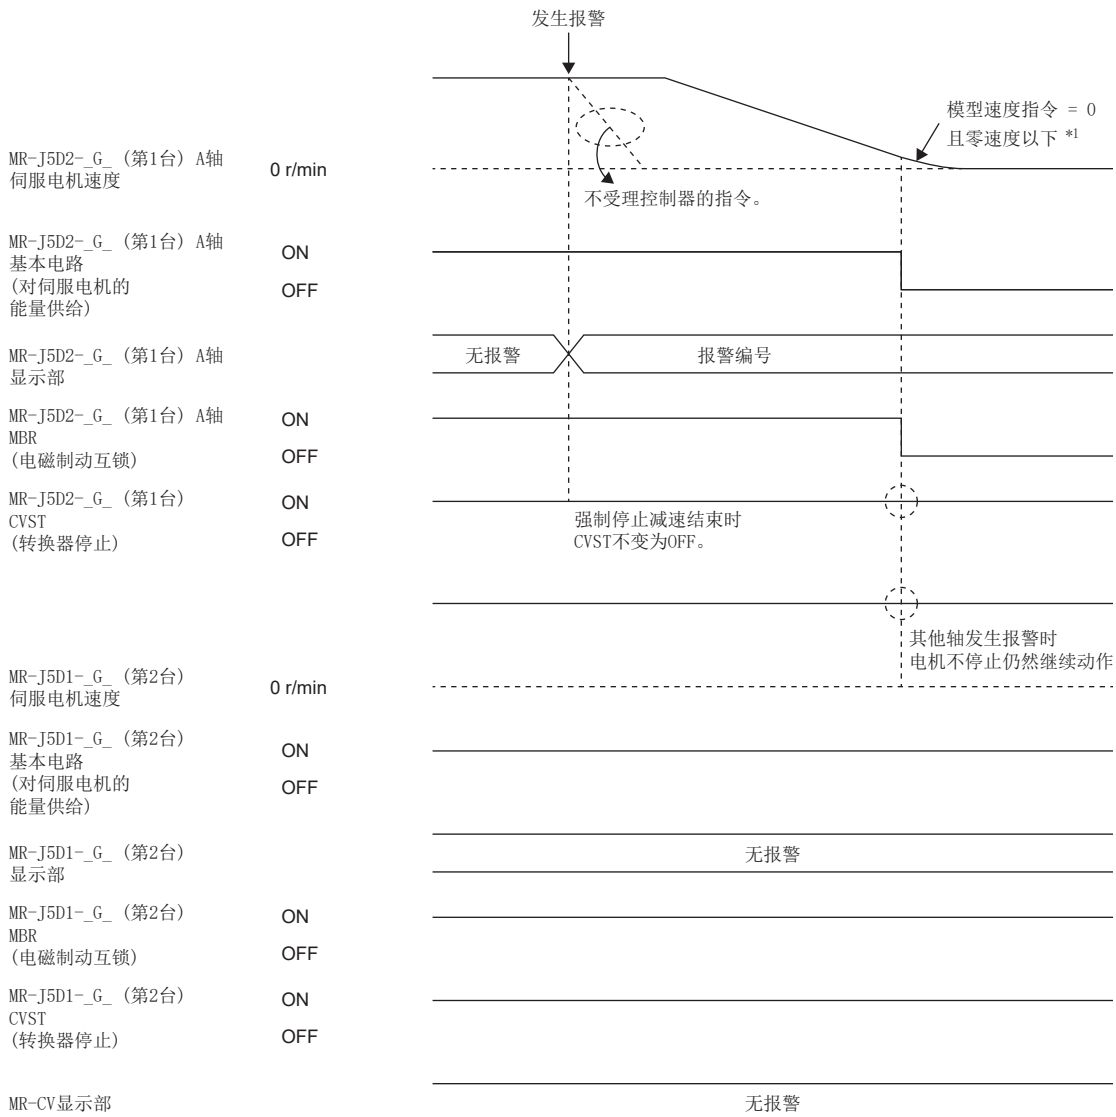 发生报警
模型速度指令 = 0
且零速度以下 *1
MR-J5D2-_G_ (第1台) A轴
伺服电机速度
0 r/min
不受理控制器的指令。
MR-J5D2-_G_ (第1台) A轴
基本电路
(对伺服电机的
能量供给)
ON
OFF
MR-J5D2-_G_ (第1台) A轴
显示部
无报警
报警编号
MR-J5D2-_G_ (第1台) A轴
MBR
(电磁制动互锁)
ON
OFF
MR-J5D2-_G_ (第1台)
CVST
(转换器停止)
ON
OFF
强制停止减速结束时
CVST不变为OFF。
其他轴发生报警时
电机不停止仍然继续动作
MR-J5D1-_G_ (第2台)
伺服电机速度
0 r/min
MR-J5D1-_G_ (第2台)
基本电路
(对伺服电机的
能量供给)
ON
OFF
MR-J5D1-_G_ (第2台)
显示部
无报警
MR-J5D1-_G_ (第2台)
MBR
(电磁制动互锁)
ON
OFF
MR-J5D1-_G_ (第2台)
CVST
(转换器停止)
ON
OFF
MR-CV显示部
无报警